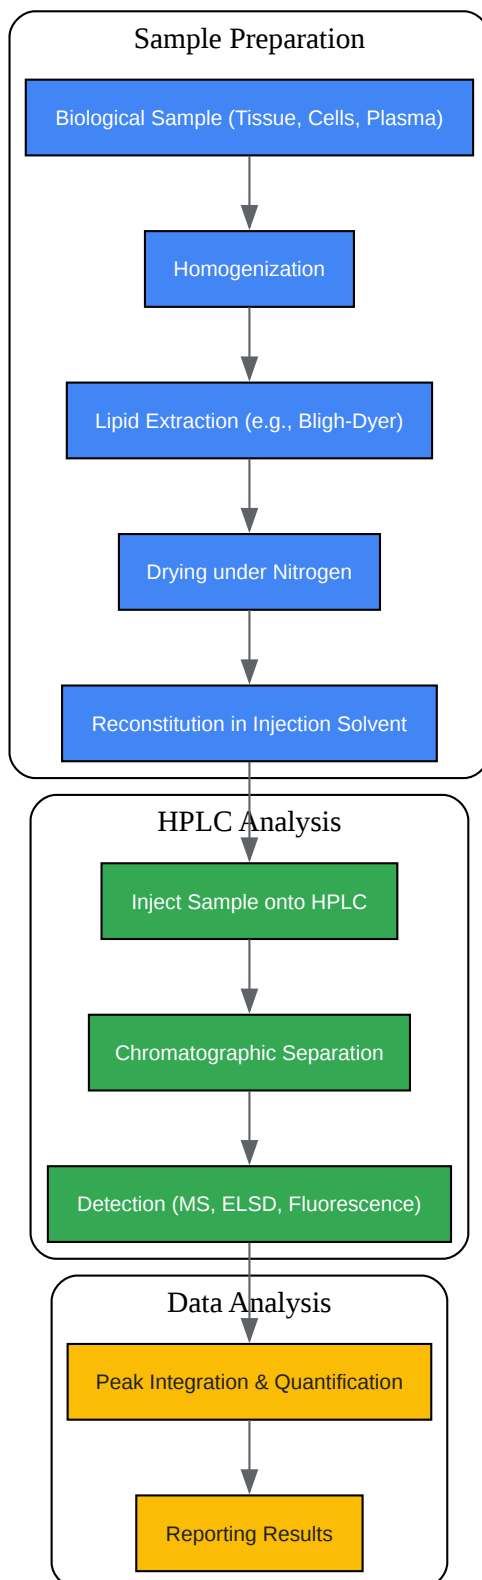 Sample Preparation
Biological Sample (Tissue, Cells, Plasma)
Homogenization
Lipid Extraction (e.g., Bligh-Dyer)
Drying under Nitrogen
Reconstitution in Injection Solvent
HPLC Analysis
Inject Sample onto HPLC
Chromatographic Separation
Detection (MS, ELSD, Fluorescence)
Data Analysis
Peak Integration & Quantification
Reporting Results